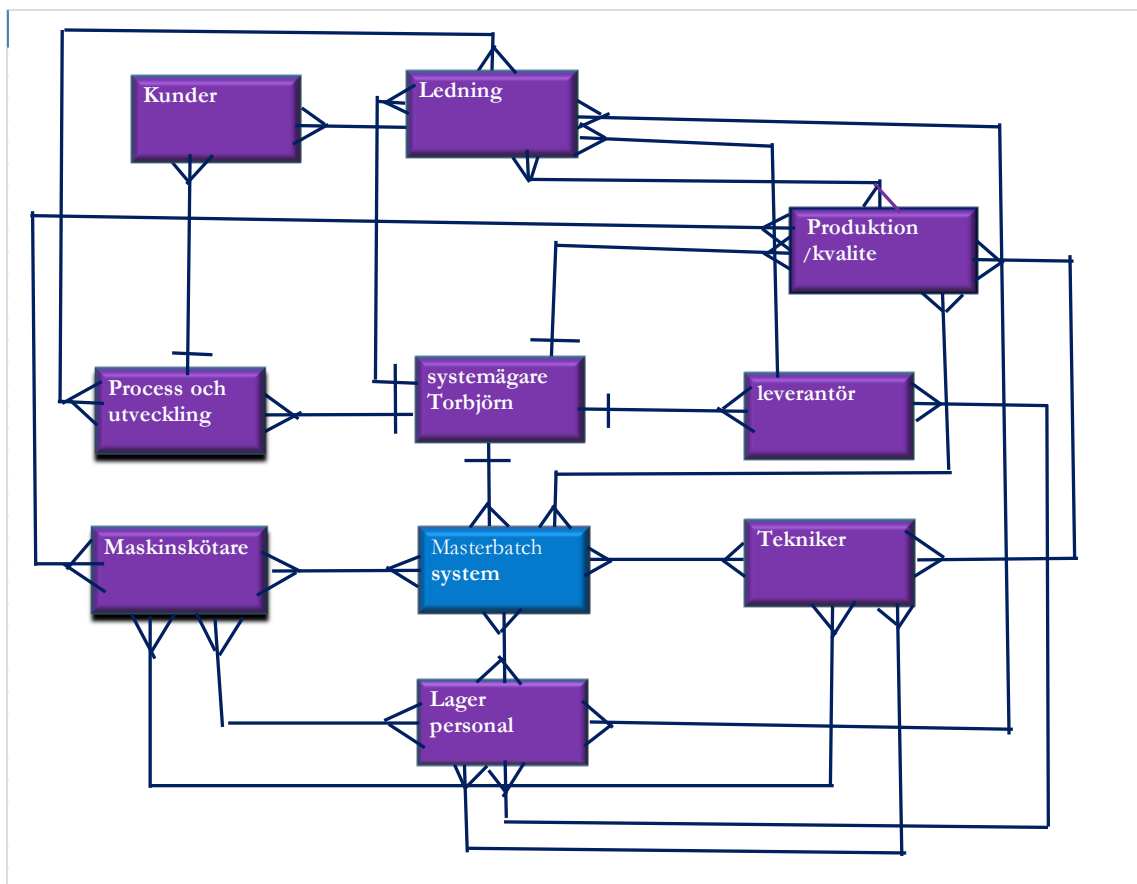 Kunder
Ledning
Produktion
/kvalite
Process och
utveckling
systemägare
Torbjörn
leverantör
Maskinskötare
Masterbatch
system
Tekniker
Lager
personal